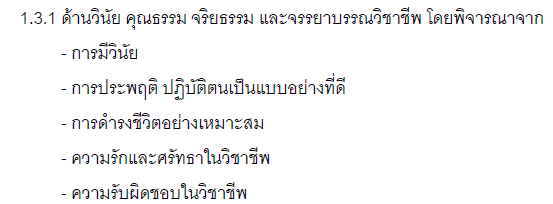 1.3.1 ด้านวินัย คุณธรรม จริยธรรม และจรรยาบรรณวิชาชีพ โดยพิจารณาจาก
- การมีวินัย
- การประพฤติ ปฏิบัติตนเป็นแบบอย่างที่ดี
- การดำรงชีวิตอย่างเหมาะสม
- ความรักและศรัทธาในวิชาชีพ
- ความรับผิดชอบในวิชาชีพ